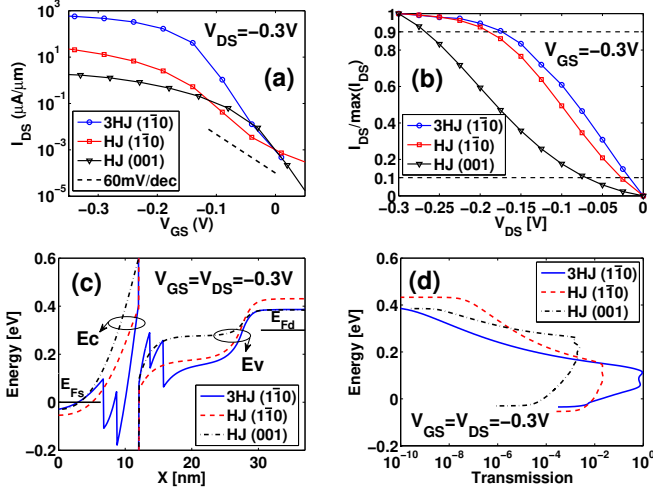 10^5
10^3
10^1
10^-1
10^-3
10^-5
I_DS (μA/μm)
V_DS=−0.3V
(a)
3HJ (11̄0)
HJ (11̄0)
HJ (001)
60mV/dec
−0.3 −0.2 −0.1 0
V_GS (V)
1.0
0.9
0.8
0.6
0.4
0.2
0.1
0.0
I_DS/max(I_DS)
V_GS=−0.3V
(b)
3HJ (11̄0)
HJ (11̄0)
HJ (001)
−0.3 −0.25 −0.2 −0.15 −0.1 −0.05 0
V_DS [V]
0.6
0.4
0.2
0
−0.2
Energy [eV]
(c)
V_GS=V_DS=−0.3V
Ec
E_Fd
Ev
E_Fs
3HJ (11̄0)
HJ (11̄0)
HJ (001)
0 10 20 30
X [nm]
0.6
0.4
0.2
0
−0.2
Energy [eV]
(d)
3HJ (11̄0)
HJ (11̄0)
HJ (001)
V_GS=V_DS=−0.3V
10^−10 10^−8 10^−6 10^−4 10^−2 10^0
Transmission